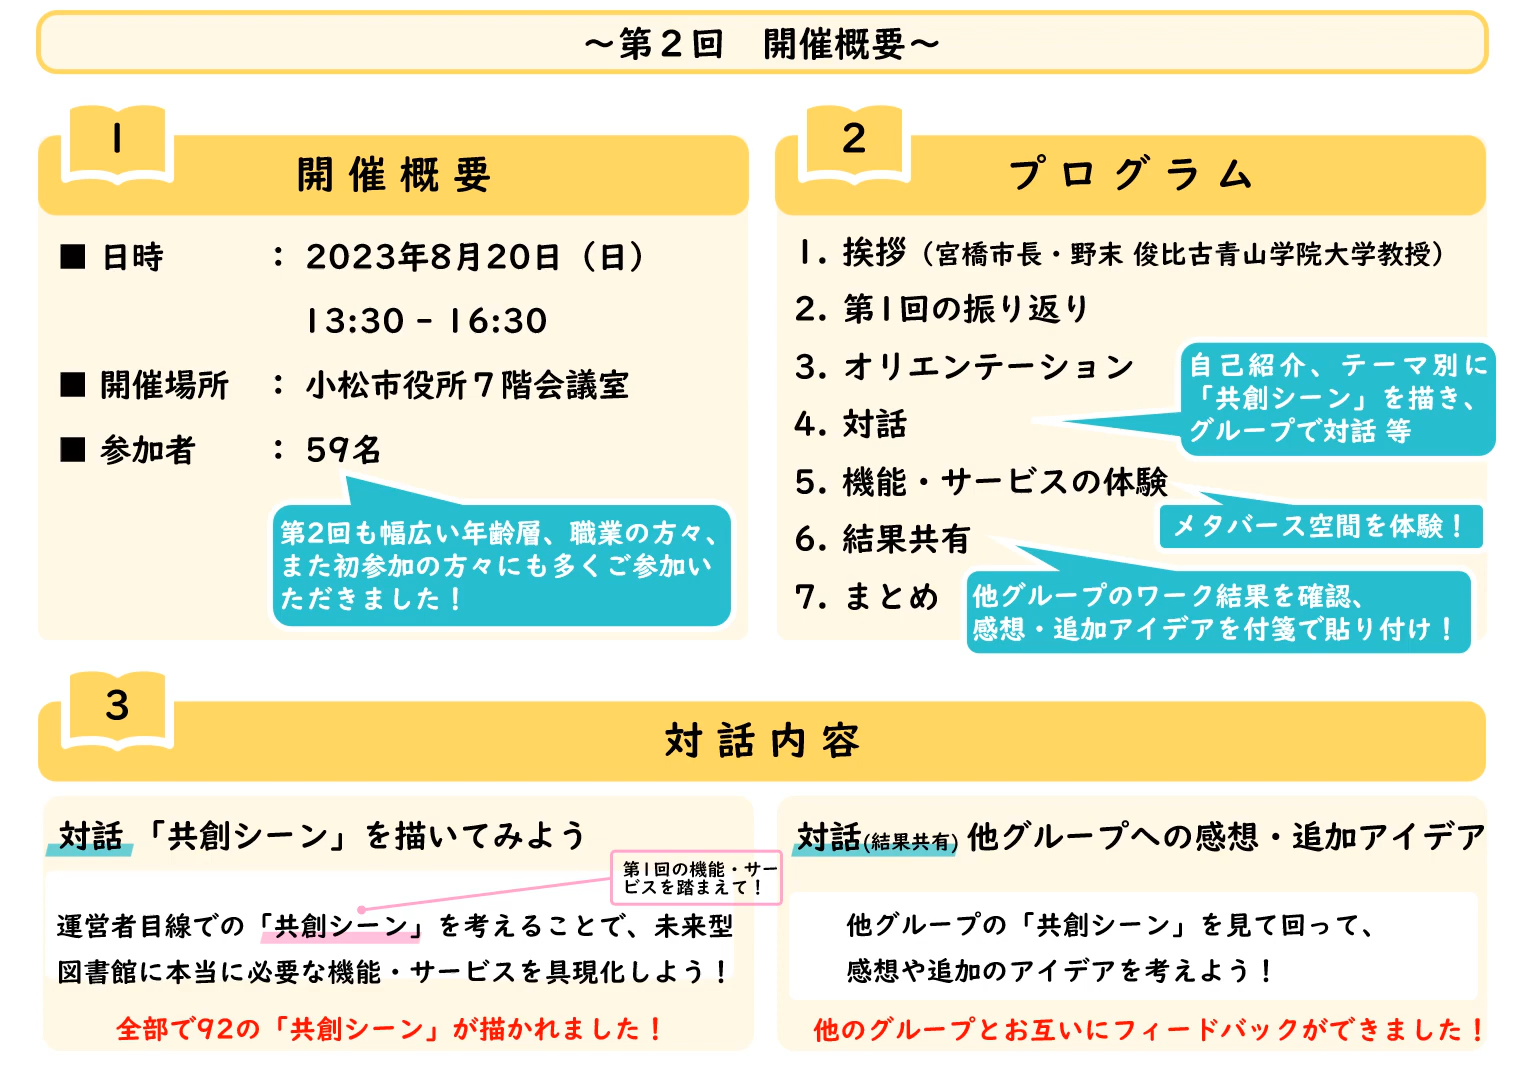 ～第２回　開催概要～
1
開催概要
■ 日時　：2023年8月20日（日）
13:30 – 16:30
■ 開催場所　：小松市役所７階会議室
■ 参加者　：59名
第2回も幅広い年齢層、職業の方々、
また初参加の方々にも多くご参加い
ただきました！
2
プログラム
1. 挨拶（宮橋市長・野末 俊比古青山学院大学教授）
2. 第1回の振り返り
3. オリエンテーション
4. 対話
自己紹介、テーマ別に
「共創シーン」を描き、
グループで対話 等
5. 機能・サービスの体験
メタバース空間を体験！
6. 結果共有
他グループのワーク結果を確認、
感想・追加アイデアを付箋で貼り付け！
7. まとめ
3
対話内容
対話 「共創シーン」を描いてみよう
第1回の機能・サー
ビスを踏まえて！
運営者目線での「共創シーン」を考えることで、未来型
図書館に本当に必要な機能・サービスを具現化しよう！
全部で92の「共創シーン」が描かれました！
対話(結果共有) 他グループへの感想・追加アイデア
他グループの「共創シーン」を見て回って、
感想や追加のアイデアを考えよう！
他のグループとお互いにフィードバックができました！